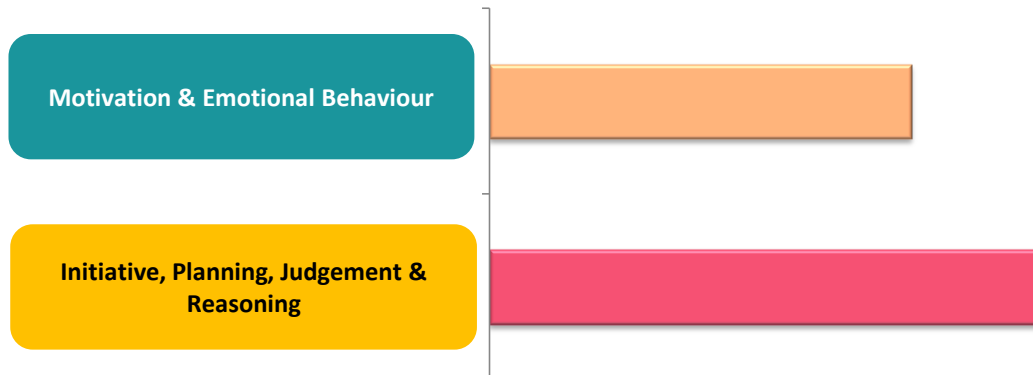 Motivation & Emotional Behaviour
Initiative, Planning, Judgement &
Reasoning